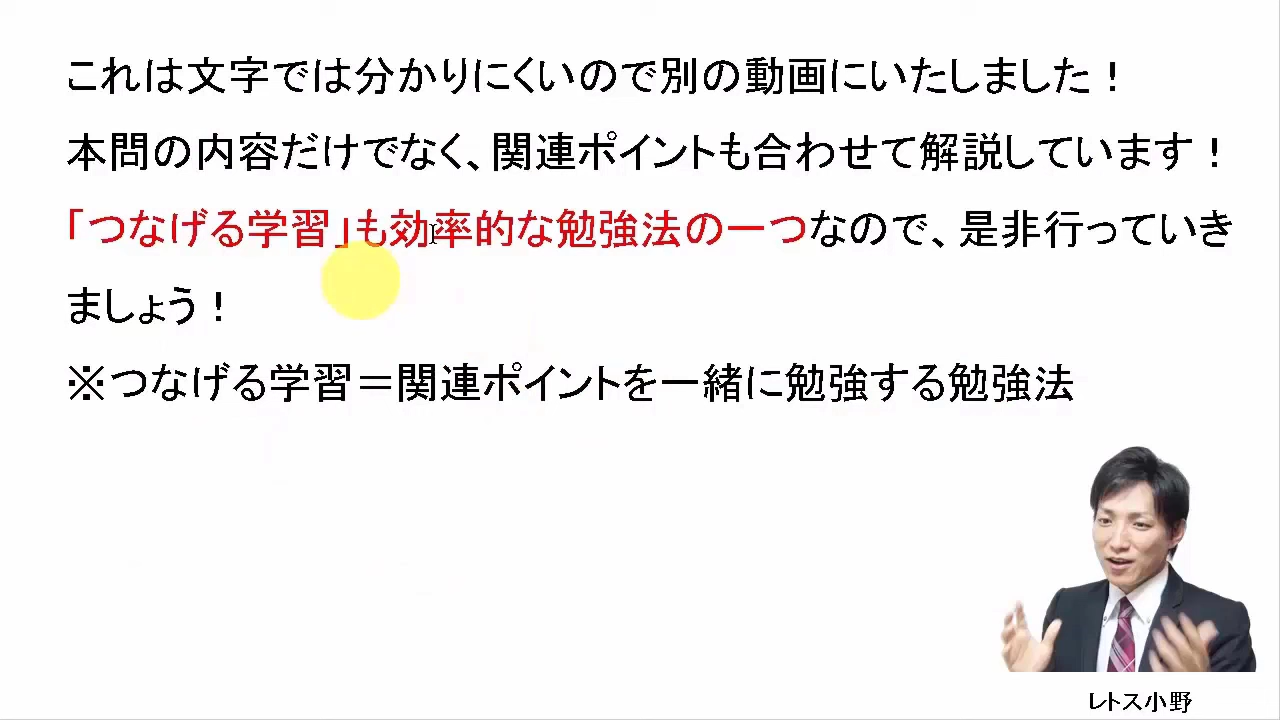 これは文字では分かりにくいので別の動画にいたしました！
本問の内容だけでなく、関連ポイントも合わせて解説しています！
「つなげる学習」も効率的な勉強法の一つなので、是非行っていき
ましょう！
※つなげる学習＝関連ポイントを一緒に勉強する勉強法
レトス小野